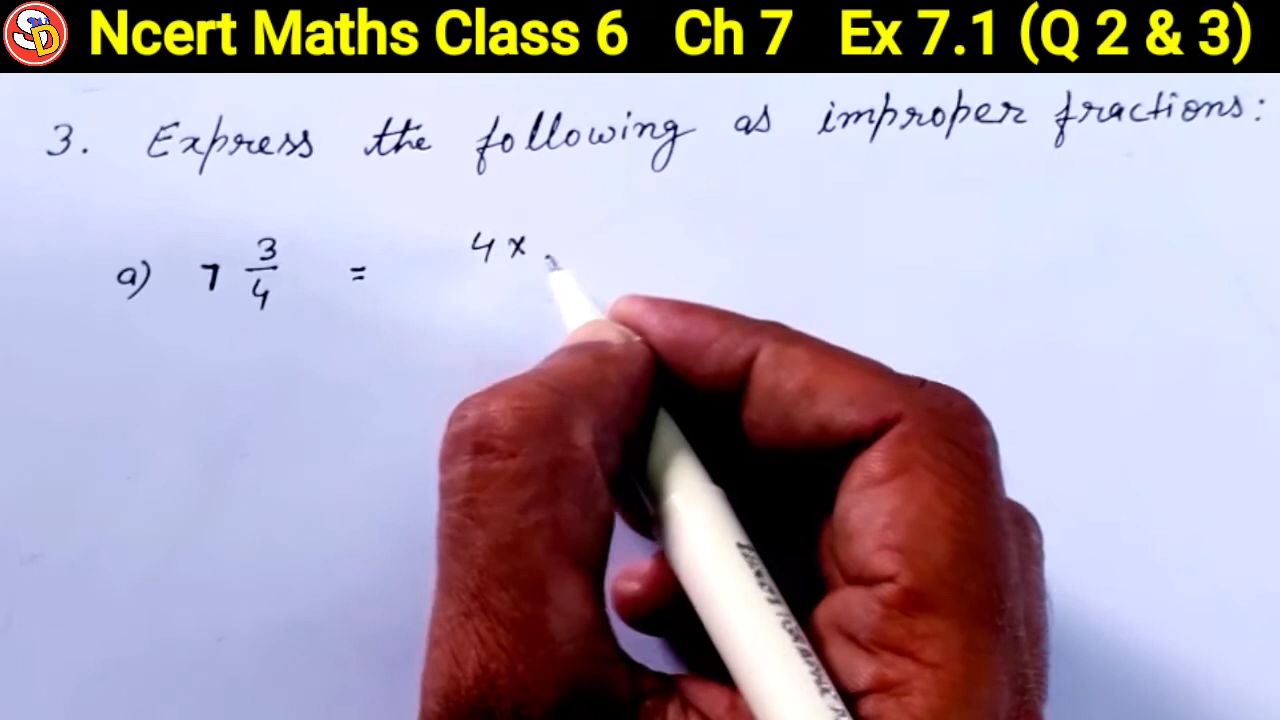 SD Ncert Maths Class 6 Ch 7 Ex 7.1 (Q 2 & 3)
3. Express the following as improper fractions:
a) 7 3/4 = 4 ×